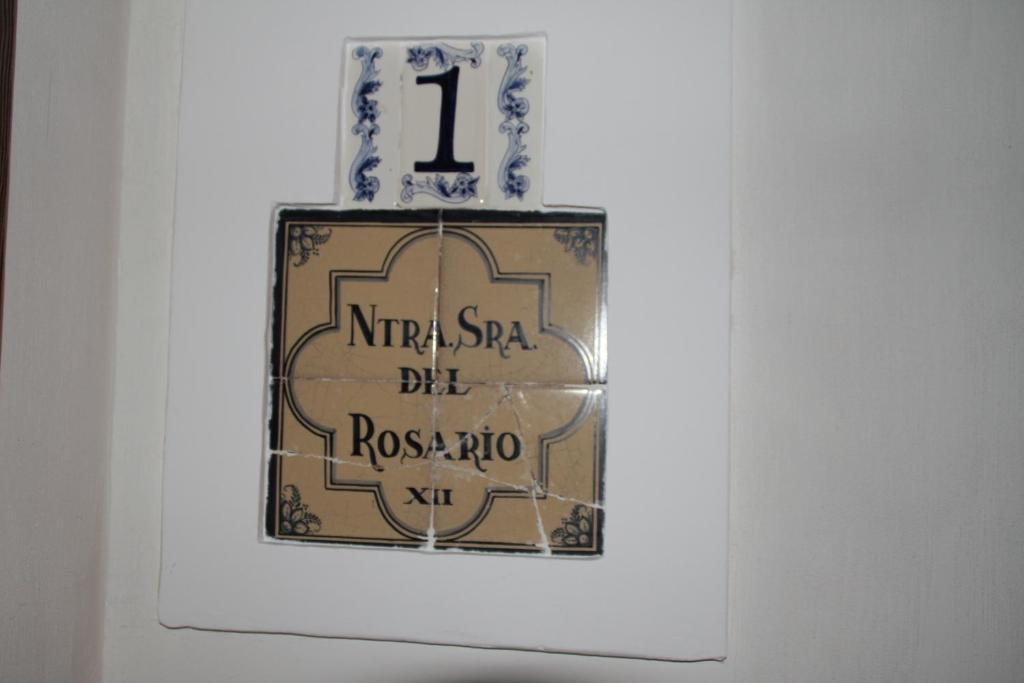 1
NTRA. SRA.
DEL
ROSARIO
XII